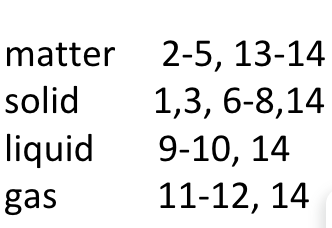 matter 2-5, 13-14
solid 1,3, 6-8,14
liquid 9-10, 14
gas 11-12, 14